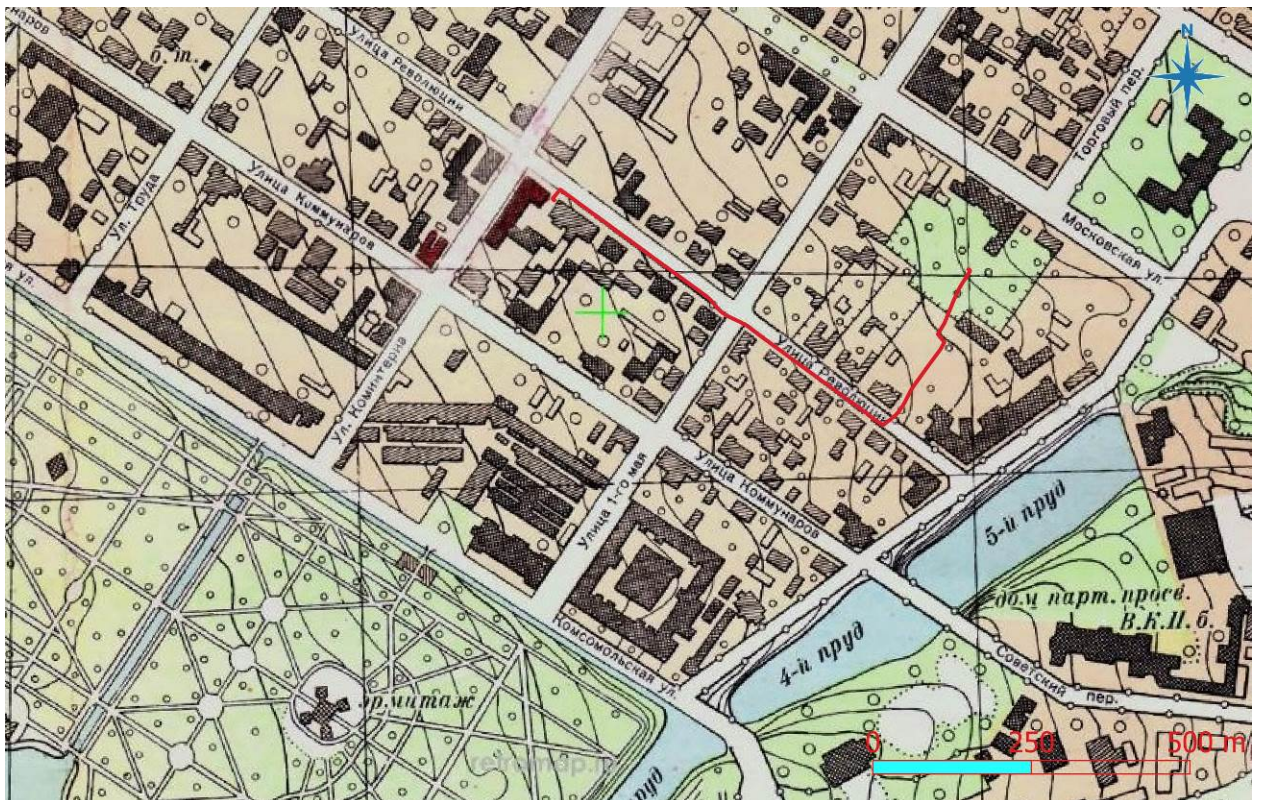 N
наров
б. т.
Улица Революции
Торговый пер.
Улица Коммунаров
Ул. Труда
Московская ул.
я ул.
Улица Революции
Ул. Коминтерна
Улица 1-го мая
Улица Коммунаров
5-й пруд
дом парт. просв.
В.К.П.б.
Комсомольская ул.
4-й пруд
Советский пер.
эрмитаж
0 250 500 m
retromap.ru
пруд